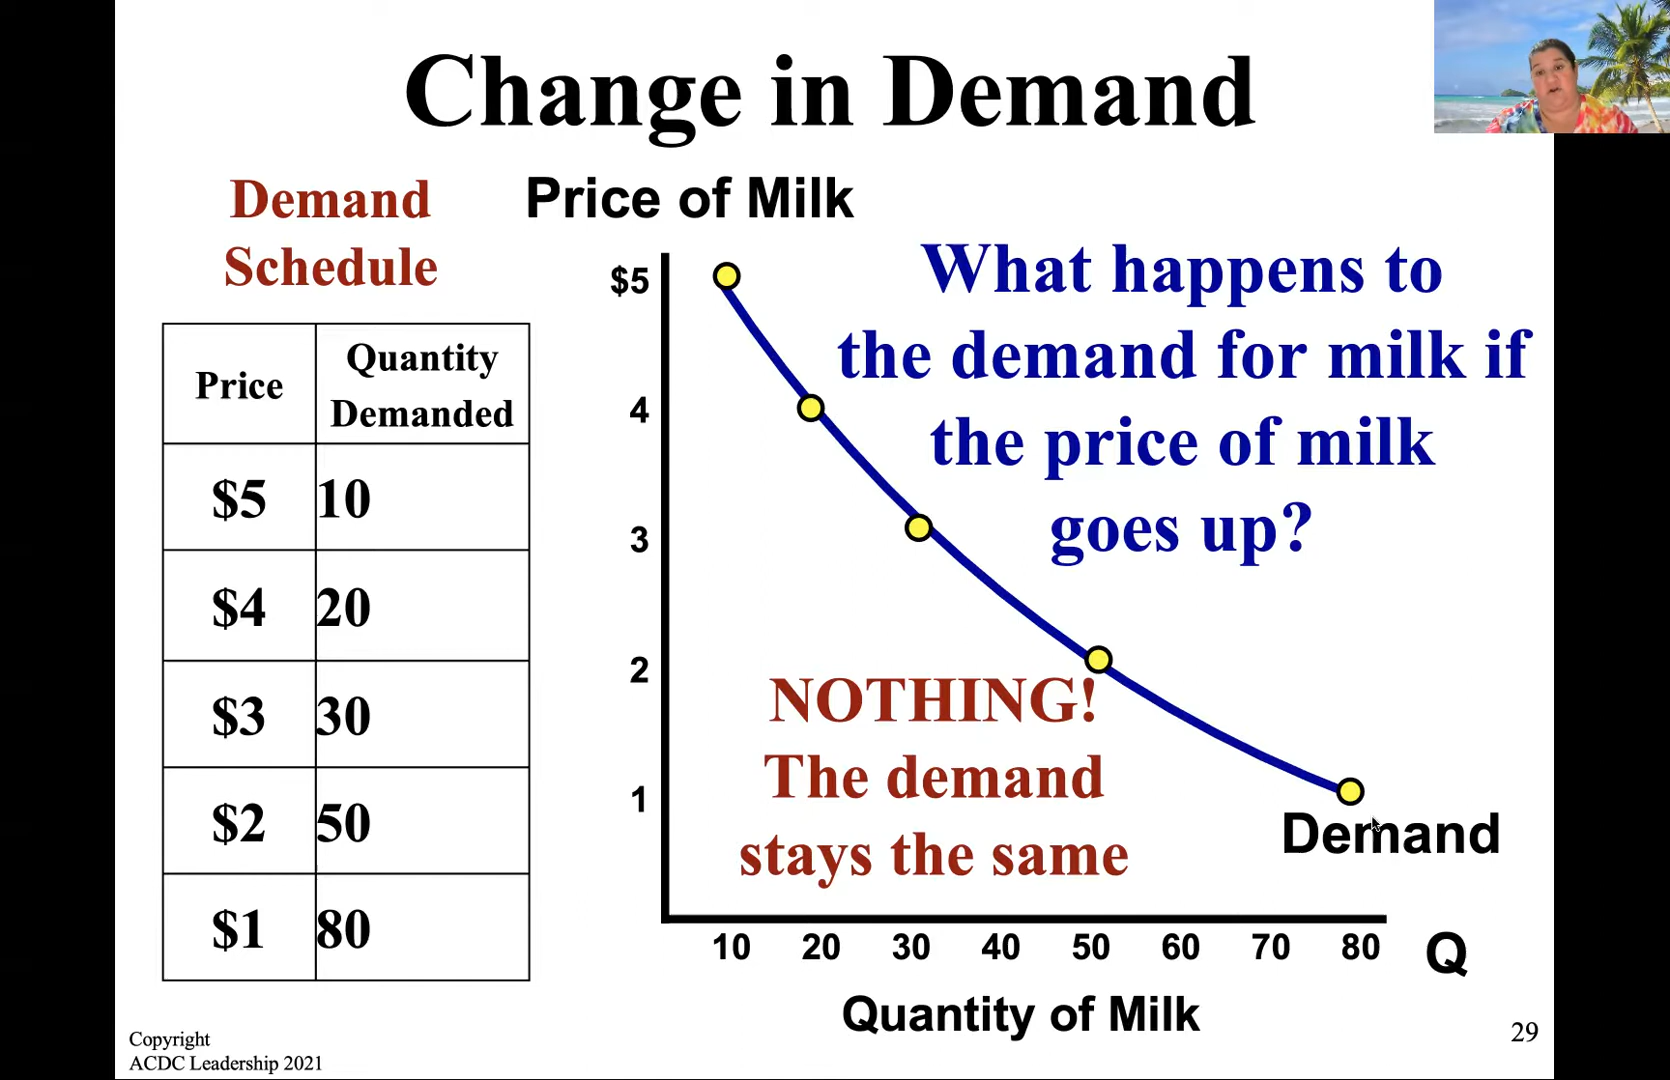 Change in Demand
Demand
Schedule
Price
Quantity
Demanded
$5 10
$4 20
$3 30
$2 50
$1 80
Price of Milk
$5
4
3
2
1
What happens to
the demand for milk if
the price of milk
goes up?
NOTHING!
The demand
stays the same
Demand
10 20 30 40 50 60 70 80 Q
Quantity of Milk
Copyright
ACDC Leadership 2021
29